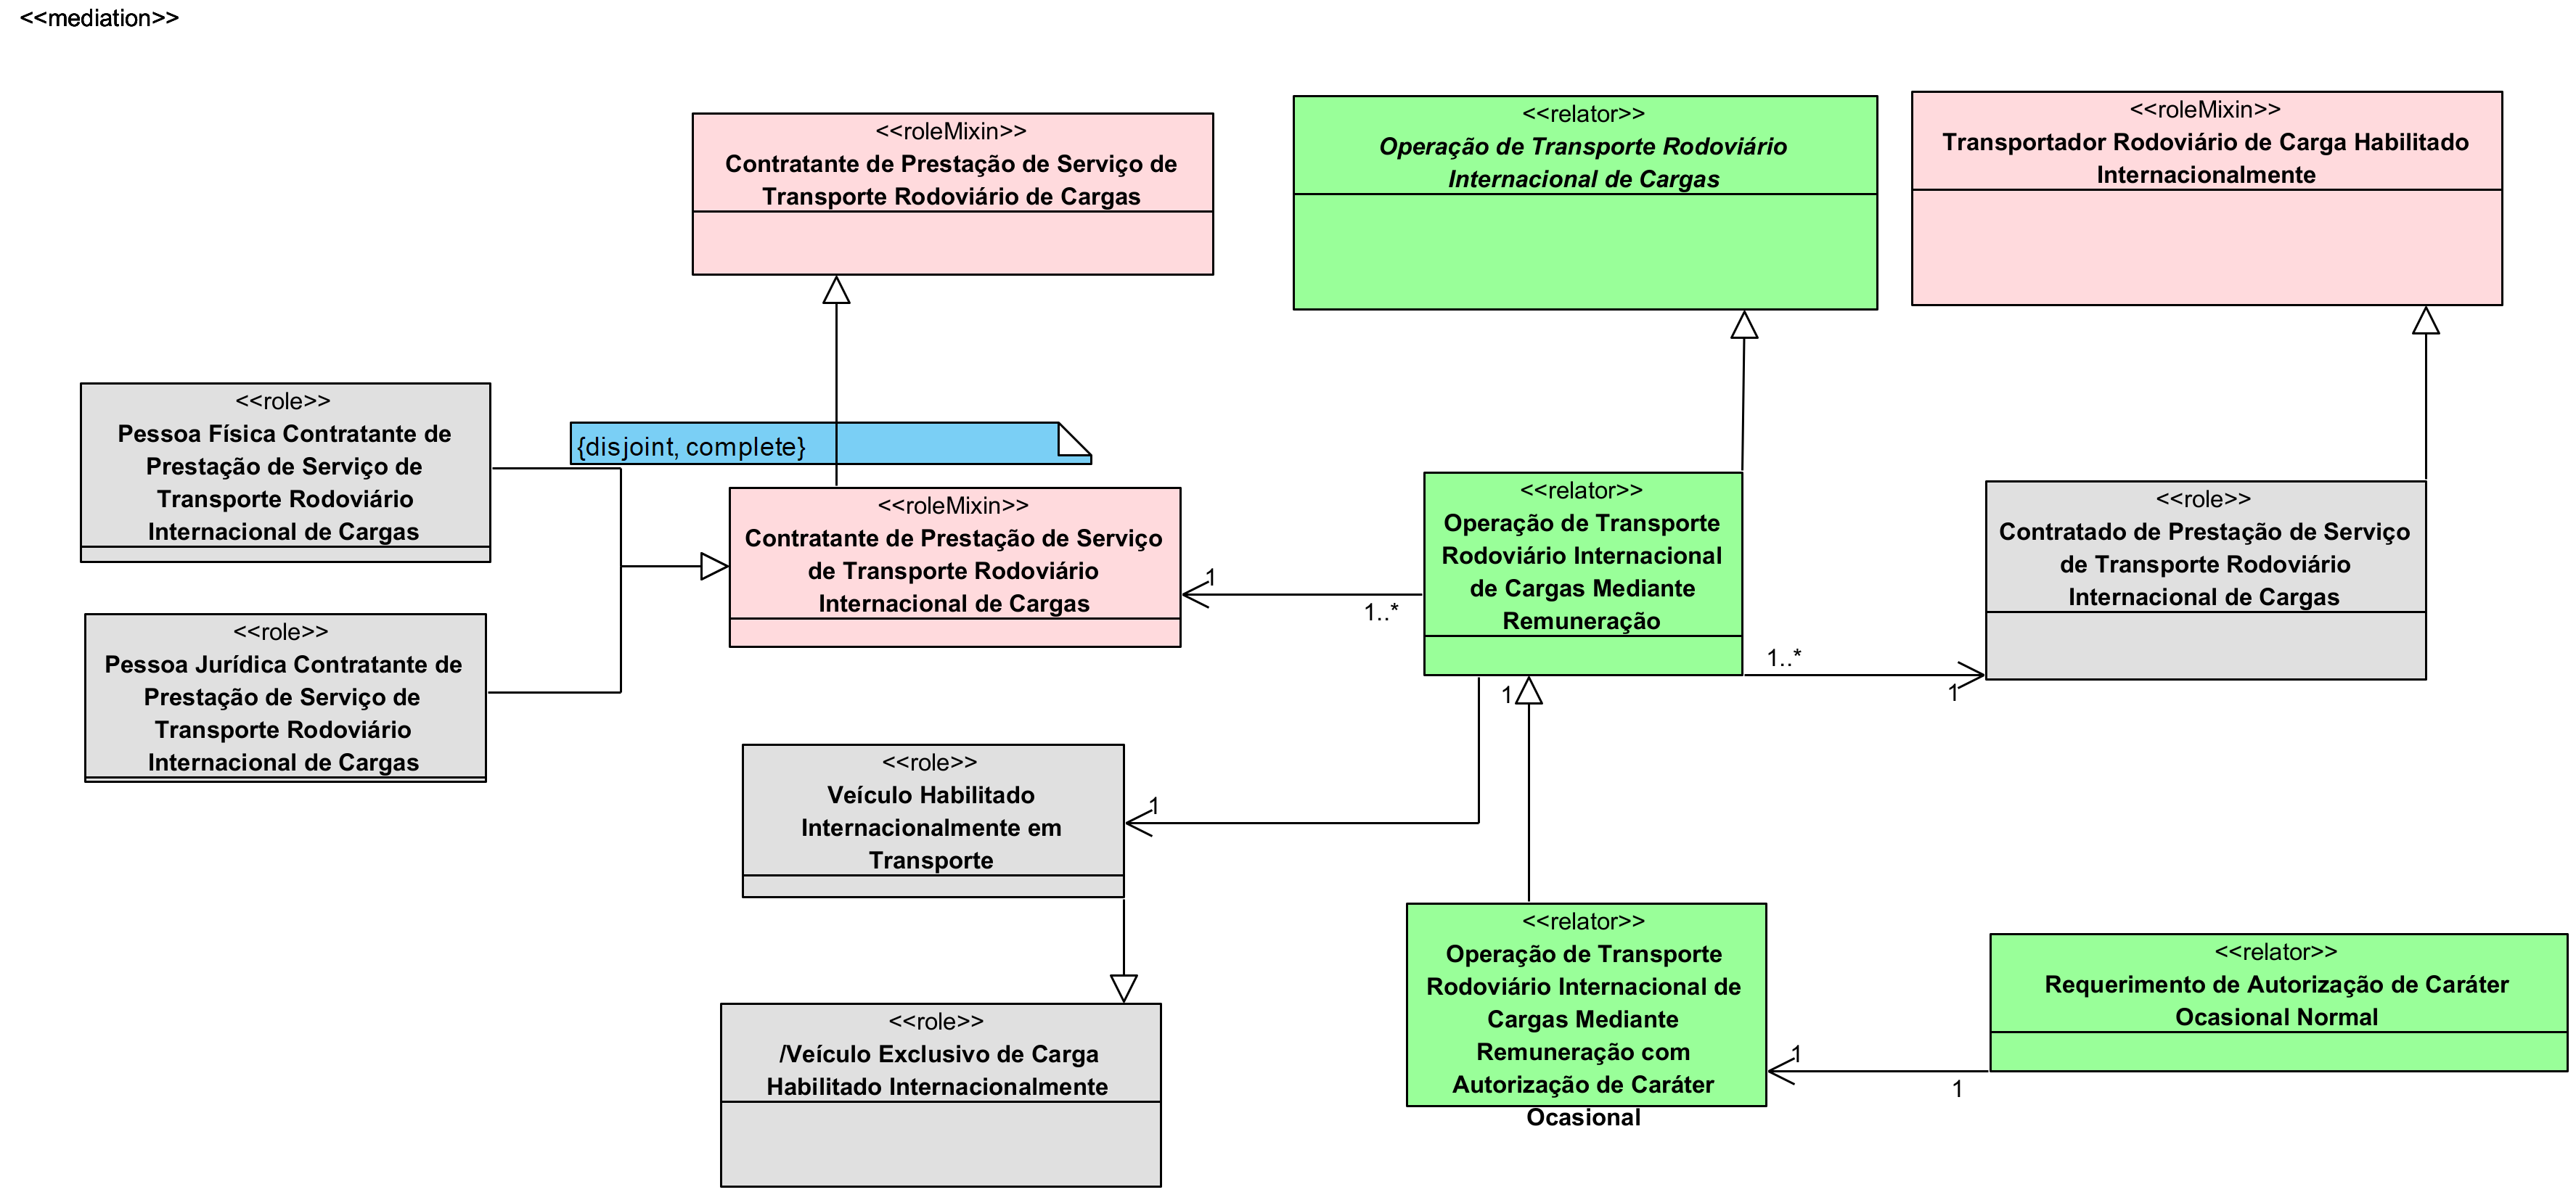 <<mediation>>
<<roleMixin>>
Contratante de Prestação de Serviço de
Transporte Rodoviário de Cargas
<<relator>>
Operação de Transporte Rodoviário
Internacional de Cargas
<<roleMixin>>
Transportador Rodoviário de Carga Habilitado
Internacionalmente
<<role>>
Pessoa Física Contratante de
Prestação de Serviço de
Transporte Rodoviário
Internacional de Cargas
{disjoint, complete}
<<roleMixin>>
Contratante de Prestação de Serviço
de Transporte Rodoviário
Internacional de Cargas
1
1..*
<<relator>>
Operação de Transporte
Rodoviário Internacional
de Cargas Mediante
Remuneração
1..*
1
<<role>>
Contratado de Prestação de Serviço
de Transporte Rodoviário
Internacional de Cargas
<<role>>
Pessoa Jurídica Contratante de
Prestação de Serviço de
Transporte Rodoviário
Internacional de Cargas
1
<<role>>
Veículo Habilitado
Internacionalmente em
Transporte
1
<<role>>
/Veículo Exclusivo de Carga
Habilitado Internacionalmente
<<relator>>
Operação de Transporte
Rodoviário Internacional de
Cargas Mediante
Remuneração com
Autorização de Caráter
Ocasional
1
1
<<relator>>
Requerimento de Autorização de Caráter
Ocasional Normal